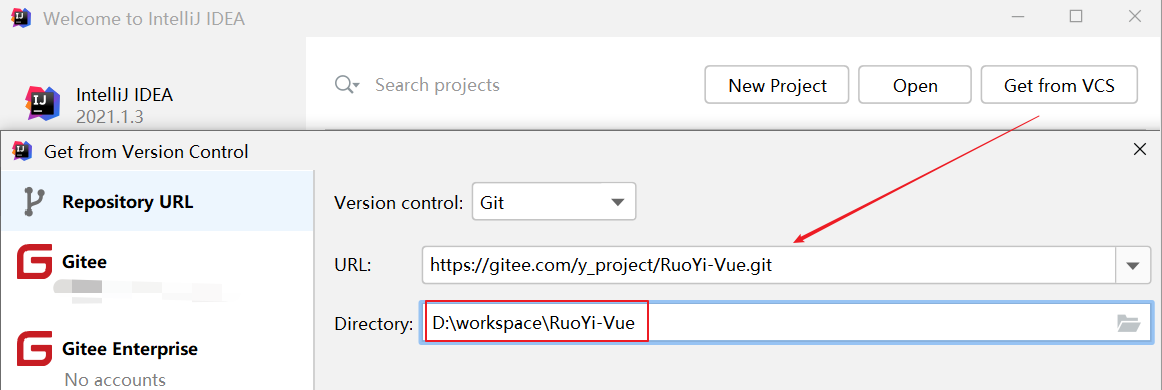 Welcome to IntelliJ IDEA
IntelliJ IDEA
2021.1.3
Search projects
New Project
Open
Get from VCS
Get from Version Control
Repository URL
Gitee
Gitee Enterprise
No accounts
Version control: Git
URL: https://gitee.com/y_project/RuoYi-Vue.git
Directory: D:\workspace\RuoYi-Vue